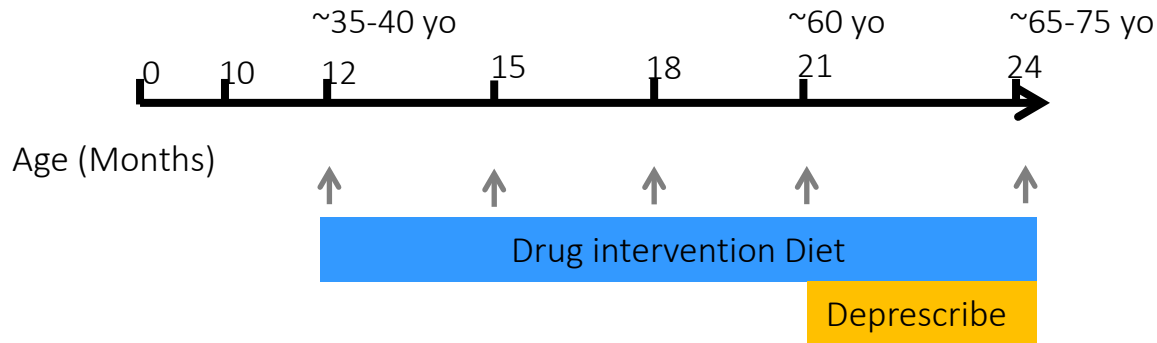 ~35-40 yo ~60 yo ~65-75 yo
0 10 12 15 18 21 24
Age (Months)
Drug intervention Diet
Deprescribe